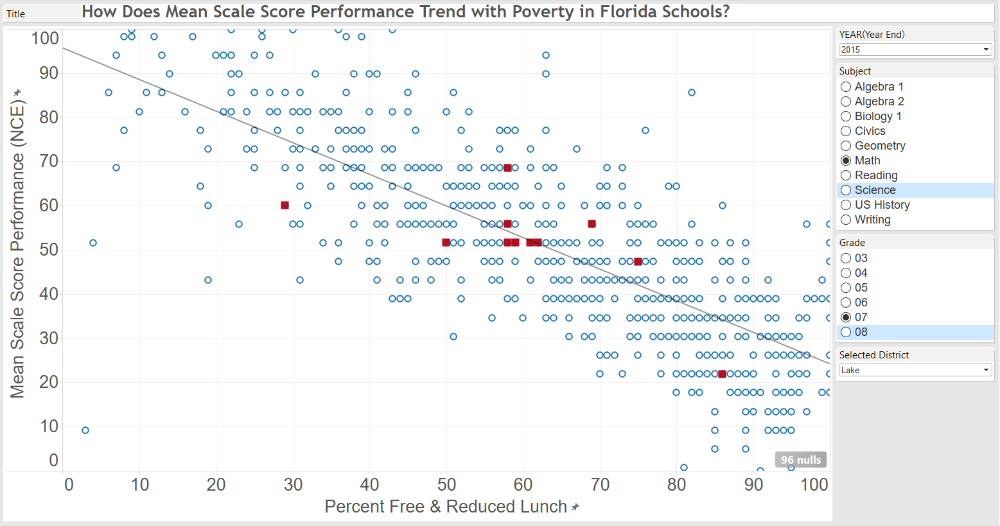 Title
How Does Mean Scale Score Performance Trend with Poverty in Florida Schools?
Mean Scale Score Performance (NCE)
100
90
80
70
60
50
40
30
20
10
0
96 nulls
0 10 20 30 40 50 60 70 80 90 100
Percent Free & Reduced Lunch
YEAR(Year End)
2015
Subject
Algebra 1
Algebra 2
Biology 1
Civics
Geometry
Math
Reading
Science
US History
Writing
Grade
03
04
05
06
07
08
Selected District
Lake